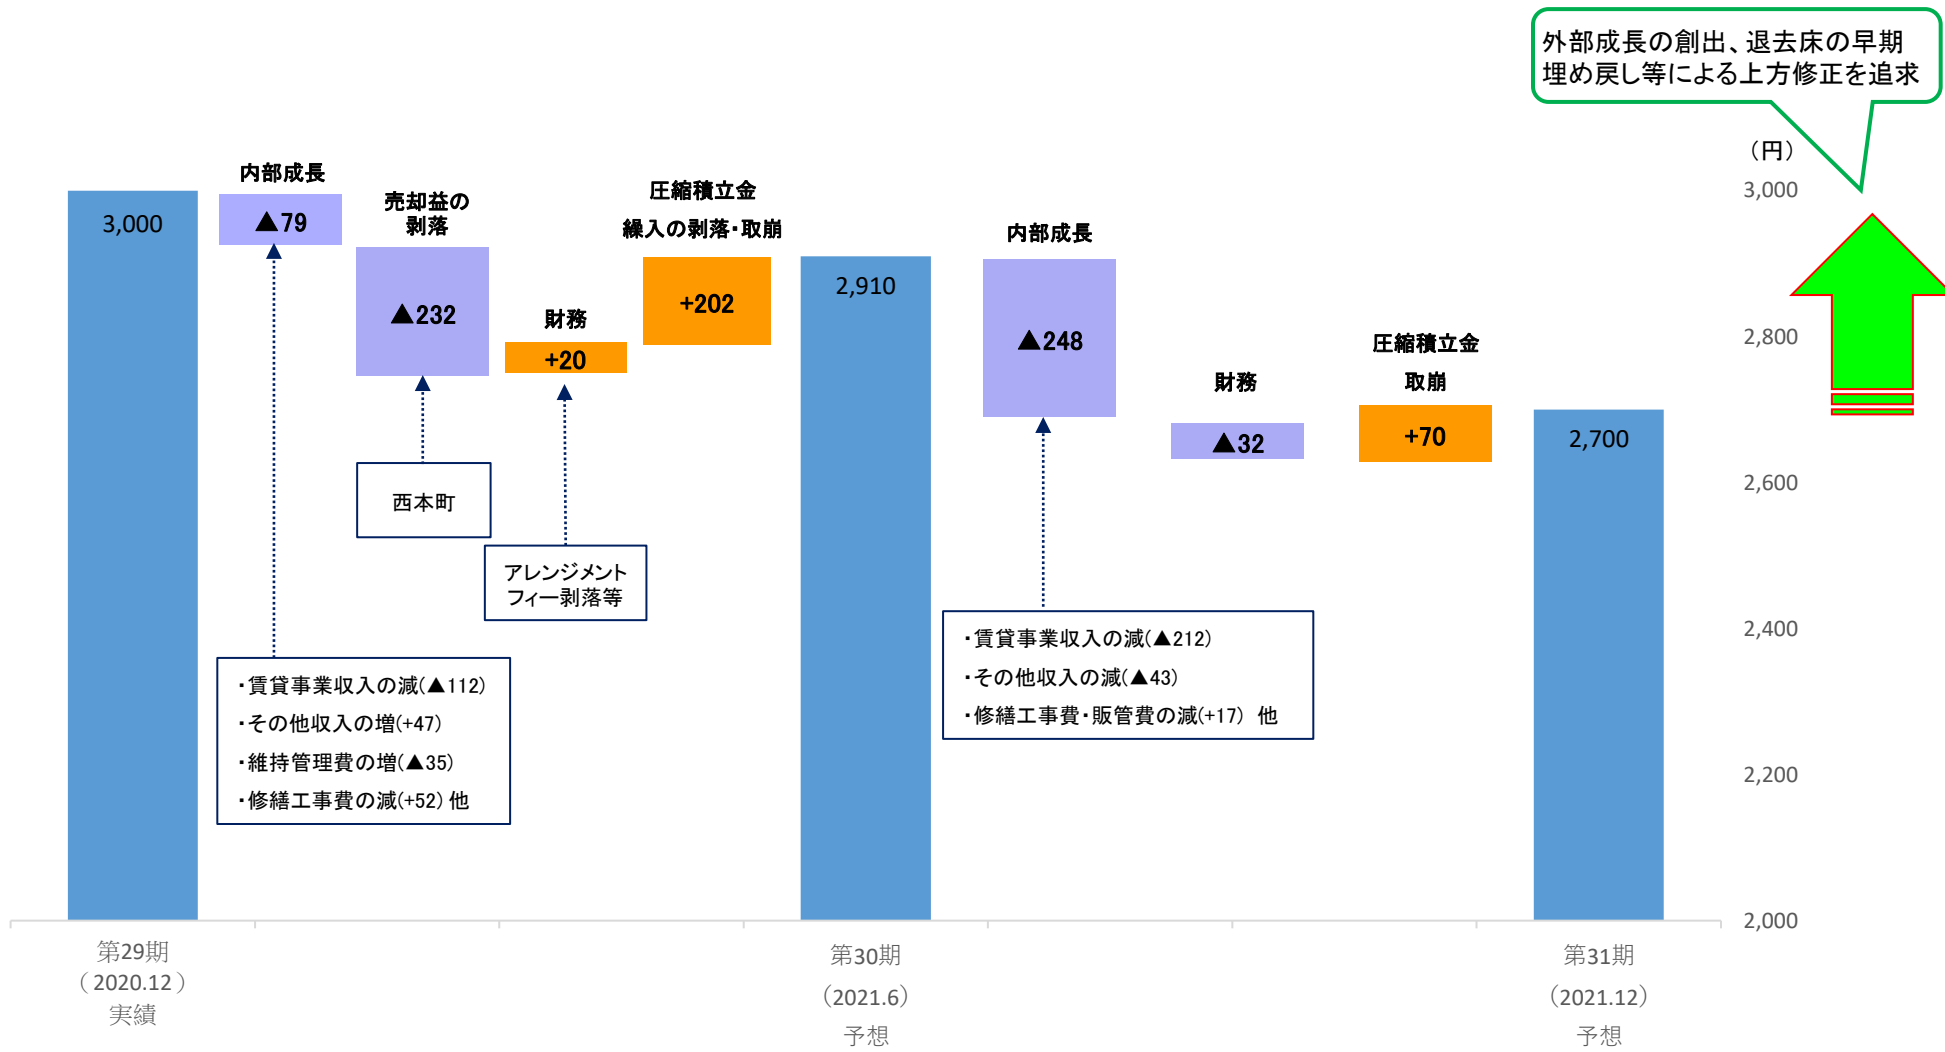 外部成長の創出、退去床の早期
埋め戻し等による上方修正を追求
(円)
3,000
2,800
2,600
2,400
2,200
2,000
3,000
内部成長
▲79
売却益の
剥落
▲232
財務
+20
圧縮積立金
繰入の剥落・取崩
+202
2,910
内部成長
▲248
財務
▲32
圧縮積立金
取崩
+70
2,700
西本町
アレンジメント
フィー剥落等
・賃貸事業収入の減(▲112)
・その他収入の増(+47)
・維持管理費の増(▲35)
・修繕工事費の減(+52) 他
・賃貸事業収入の減(▲212)
・その他収入の減(▲43)
・修繕工事費・販管費の減(+17) 他
第29期
（2020.12）
実績
第30期
（2021.6）
予想
第31期
（2021.12）
予想